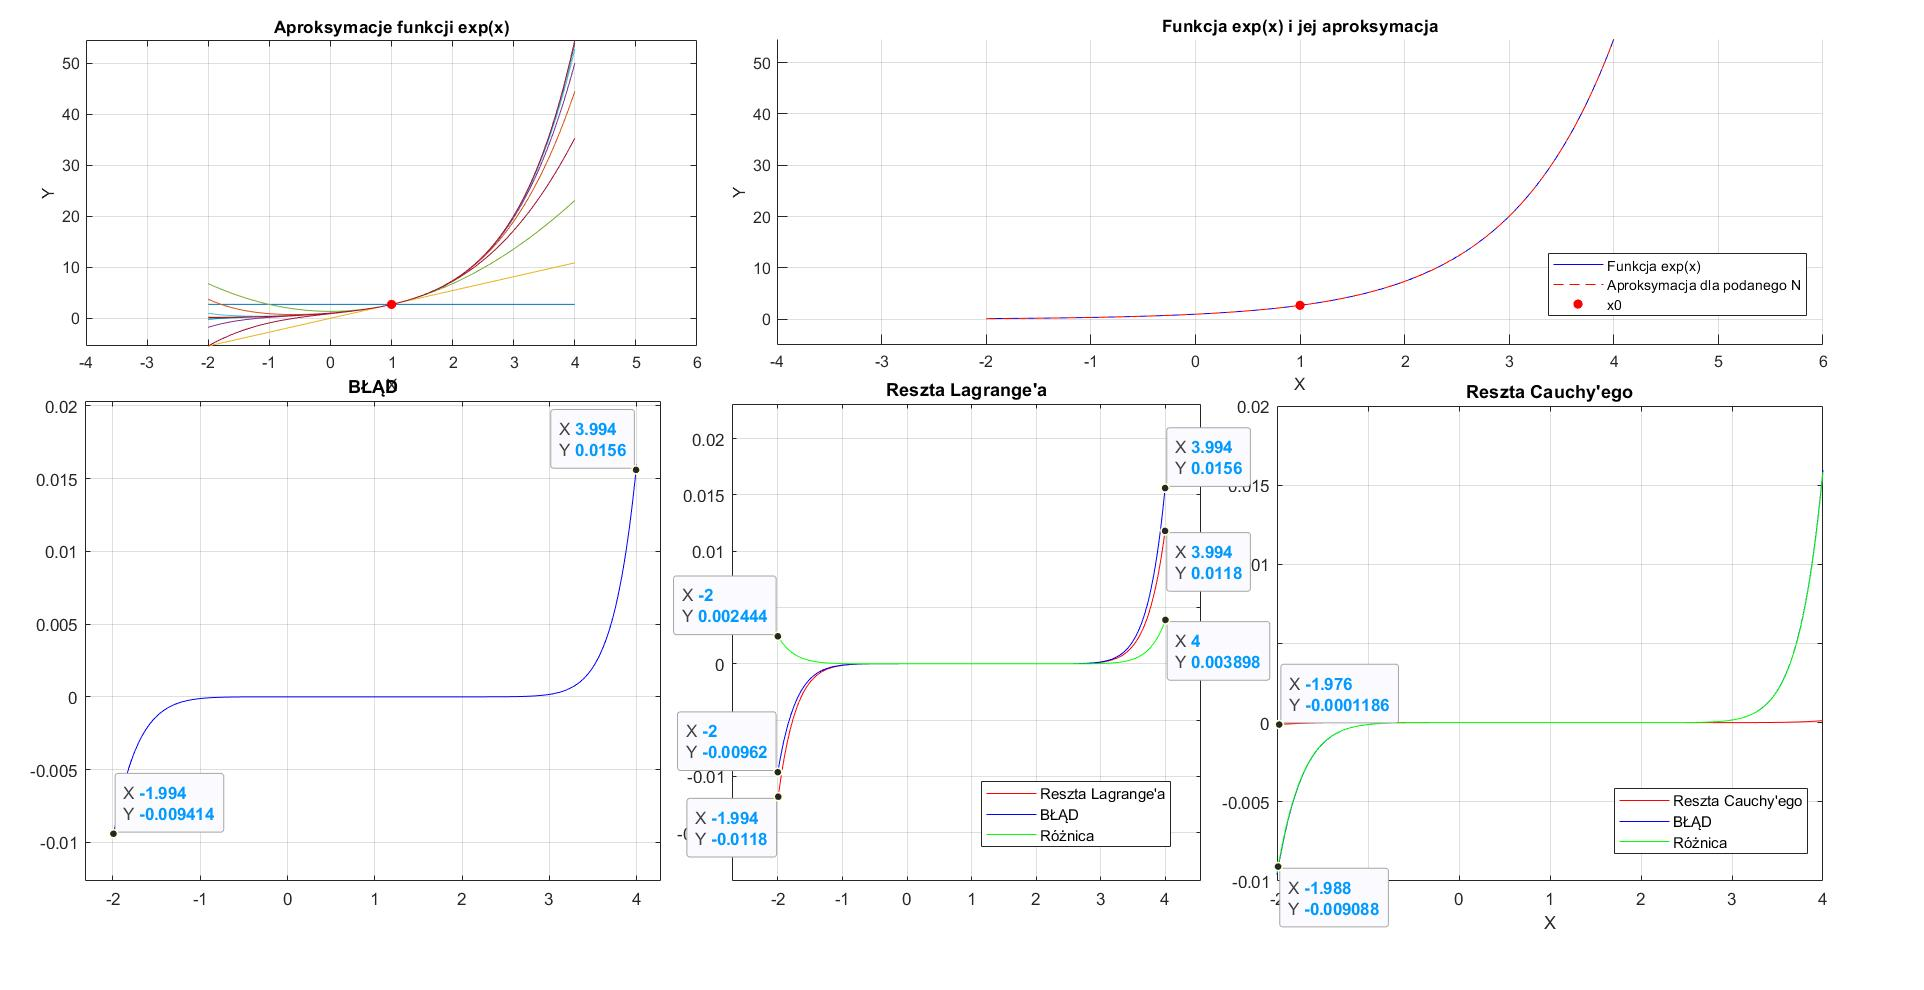 Aproksymacje funkcji exp(x)
50
40
30
20
10
0
Y
-4 -3 -2 -1 0 1 2 3 4 5 6
Funkcja exp(x) i jej aproksymacja
50
40
30
20
10
0
Y
-4 -3 -2 -1 0 1 2 3 4 5 6
X
Funkcja exp(x)
Aproksymacja dla podanego N
x0
BŁĄD
X
0.02
0.015
0.01
0.005
0
-0.005
-0.01
-2 -1 0 1 2 3 4
X 3.994
Y 0.0156
X -1.994
Y -0.009414
Reszta Lagrange'a
0.02
0.015
0.01
0
-0.01
-2 -1 0 1 2 3 4
X 3.994
Y 0.0156
X 3.994
Y 0.0118
X 4
Y 0.003898
X -2
Y 0.002444
X -2
Y -0.00962
X -1.994
Y -0.0118
Reszta Lagrange'a
BŁĄD
Różnica
Reszta Cauchy'ego
0.02
0.015
01
0
-0.005
-0.01
0 1 2 3 4
X
X -1.976
Y -0.0001186
X -1.988
Y -0.009088
Reszta Cauchy'ego
BŁĄD
Różnica